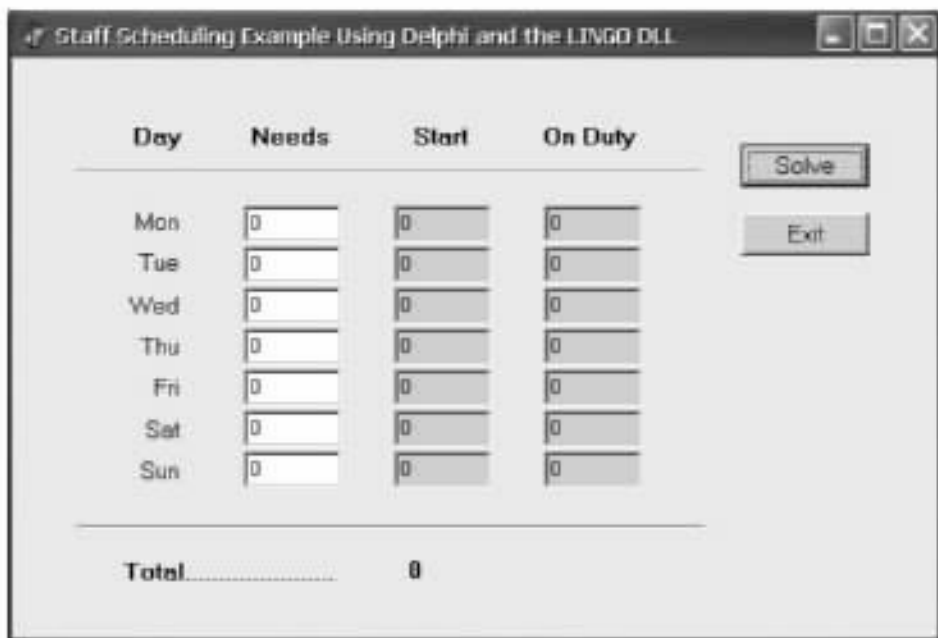 Staff Scheduling Example Using Delphi and the LINGO DLL
Day Needs Start On Duty
Solve
Mon 0 0 0
Exit
Tue 0 0 0
Wed 0 0 0
Thu 0 0 0
Fri 0 0 0
Sat 0 0 0
Sun 0 0 0
Total 0